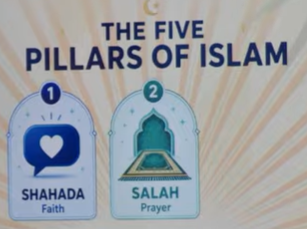 THE FIVE
PILLARS OF ISLAM
1
SHAHADA
Faith
2
SALAH
Prayer